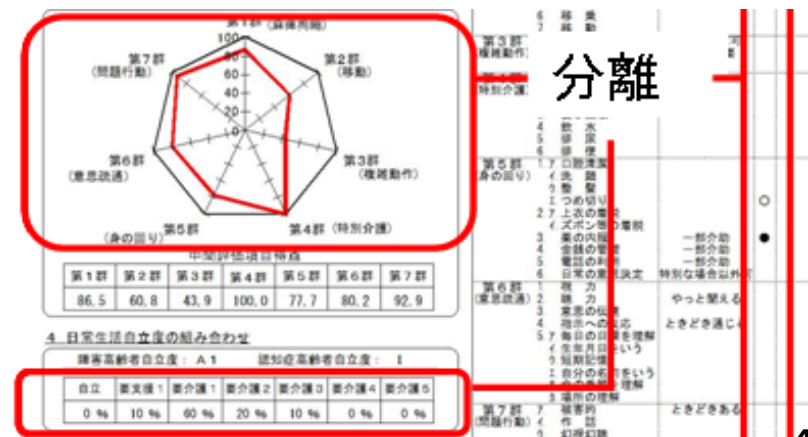 第1群 (麻痺拘縮)
100
80
60
40
20
0
第2群
(移動)
第3群
(複雑動作)
第4群 (特別介護)
第5群
(身の回り)
第6群
(意思疎通)
第7群
(問題行動)
中間評価項目得点
第1群 第2群 第3群 第4群 第5群 第6群 第7群
86.5 60.8 43.9 100.0 77.7 80.2 92.9
4 日常生活自立度の組み合わせ
障害高齢者自立度: A1 認知症高齢者自立度: I
自立 要支援1 要介護1 要介護2 要介護3 要介護4 要介護5
0 % 10 % 60 % 20 % 10 % 0 % 0 %
分離
6 移 乗
7 移 動
第3群
(複雑動作)
(特別介護)
4 飲 水
5 排 尿
6 排 便
第5群 1.ア 口腔清潔
(身の回り) イ 洗 顔
ウ 整 髪
エ つめ切り ○
2.ア 上衣の着脱
イ ズボン等の着脱
3 薬の内服 一部介助 ●
4 金銭の管理 一部介助
5 電話の利用 一部介助
6 日常の意思決定 特別な場合以外可
第6群 1. 視 力
(意思疎通) 2. 聴 力 やっと聞える
3. 意思の伝達
4. 指示への反応 ときどき通じる
5.ア 毎日の日課を理解
イ 生年月日をいう
ウ 短期記憶
エ 自分の名前をいう
オ 今の季節を理解
カ 場所の理解
第7群 ア 被害的 ときどきある
(問題行動) イ 作 話
ウ 幻視幻聴